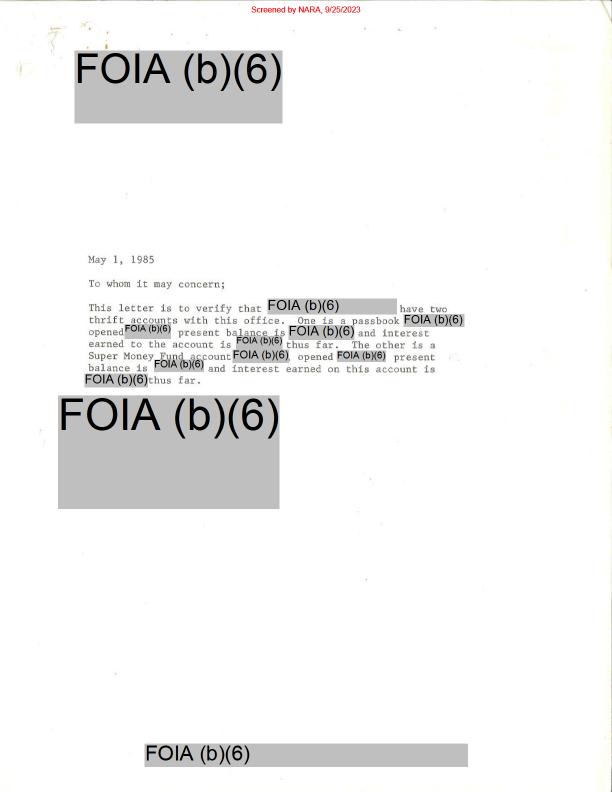 Screened by NARA, 9/25/2023
FOIA (b)(6)
May 1, 1985
To whom it may concern;
This letter is to verify that FOIA (b)(6) have two
thrift accounts with this office. One is a passbook FOIA (b)(6)
opened FOIA (b)(6) present balance is FOIA (b)(6) and interest
earned to the account is FOIA (b)(6) thus far. The other is a
Super Money Fund account FOIA (b)(6) opened FOIA (b)(6) present
balance is FOIA (b)(6) and interest earned on this account is
FOIA (b)(6) thus far.
FOIA (b)(6)
FOIA (b)(6)